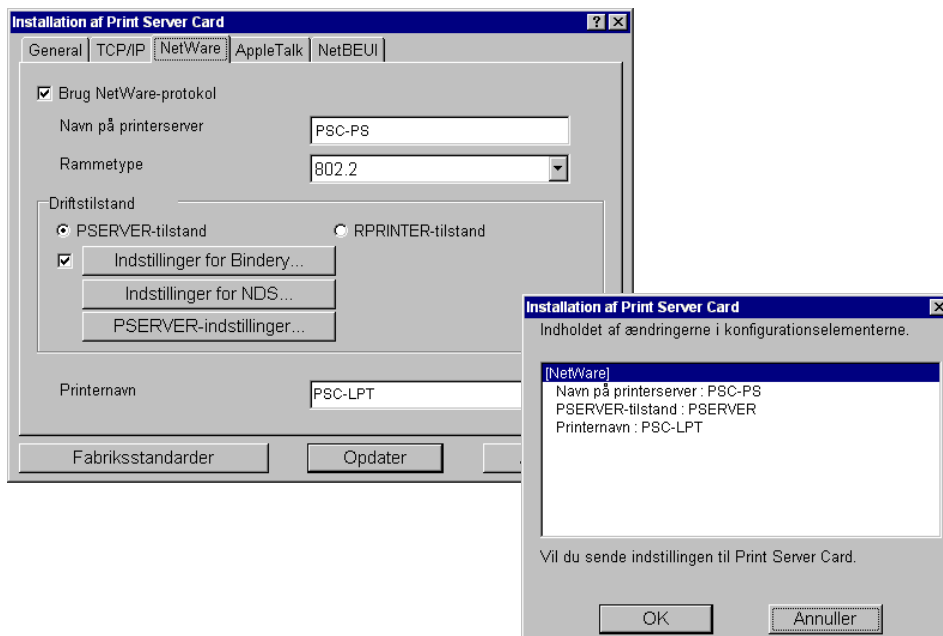 Installation af Print Server Card
General TCP/IP NetWare AppleTalk NetBEUI
Brug NetWare-protokol
Navn på printerserver PSC-PS
Rammetype 802.2
Driftstilstand
PSERVER-tilstand RPRINTER-tilstand
Indstillinger for Bindery...
Indstillinger for NDS...
PSERVER-indstillinger...
Printernavn PSC-LPT
Fabriksstandarder Opdater
Installation af Print Server Card
Indholdet af ændringerne i konfigurationselementerne.
[NetWare]
Navn på printerserver : PSC-PS
PSERVER-tilstand : PSERVER
Printernavn : PSC-LPT
Vil du sende indstillingen til Print Server Card.
OK Annuller